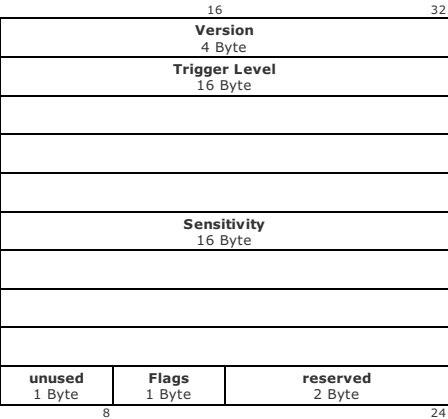 16 32
Version
4 Byte
Trigger Level
16 Byte
Sensitivity
16 Byte
unused Flags reserved
1 Byte 1 Byte 2 Byte
8 24